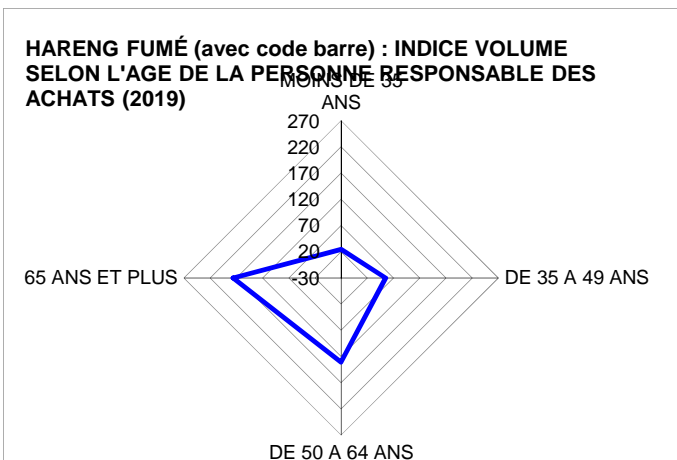 HARENG FUMÉ (avec code barre) : INDICE VOLUME
SELON L'AGE DE LA PERSONNE RESPONSABLE DES
ACHATS (2019)
MOINS DE 35
ANS
270
220
170
120
70
20
-30
65 ANS ET PLUS
DE 35 A 49 ANS
DE 50 A 64 ANS